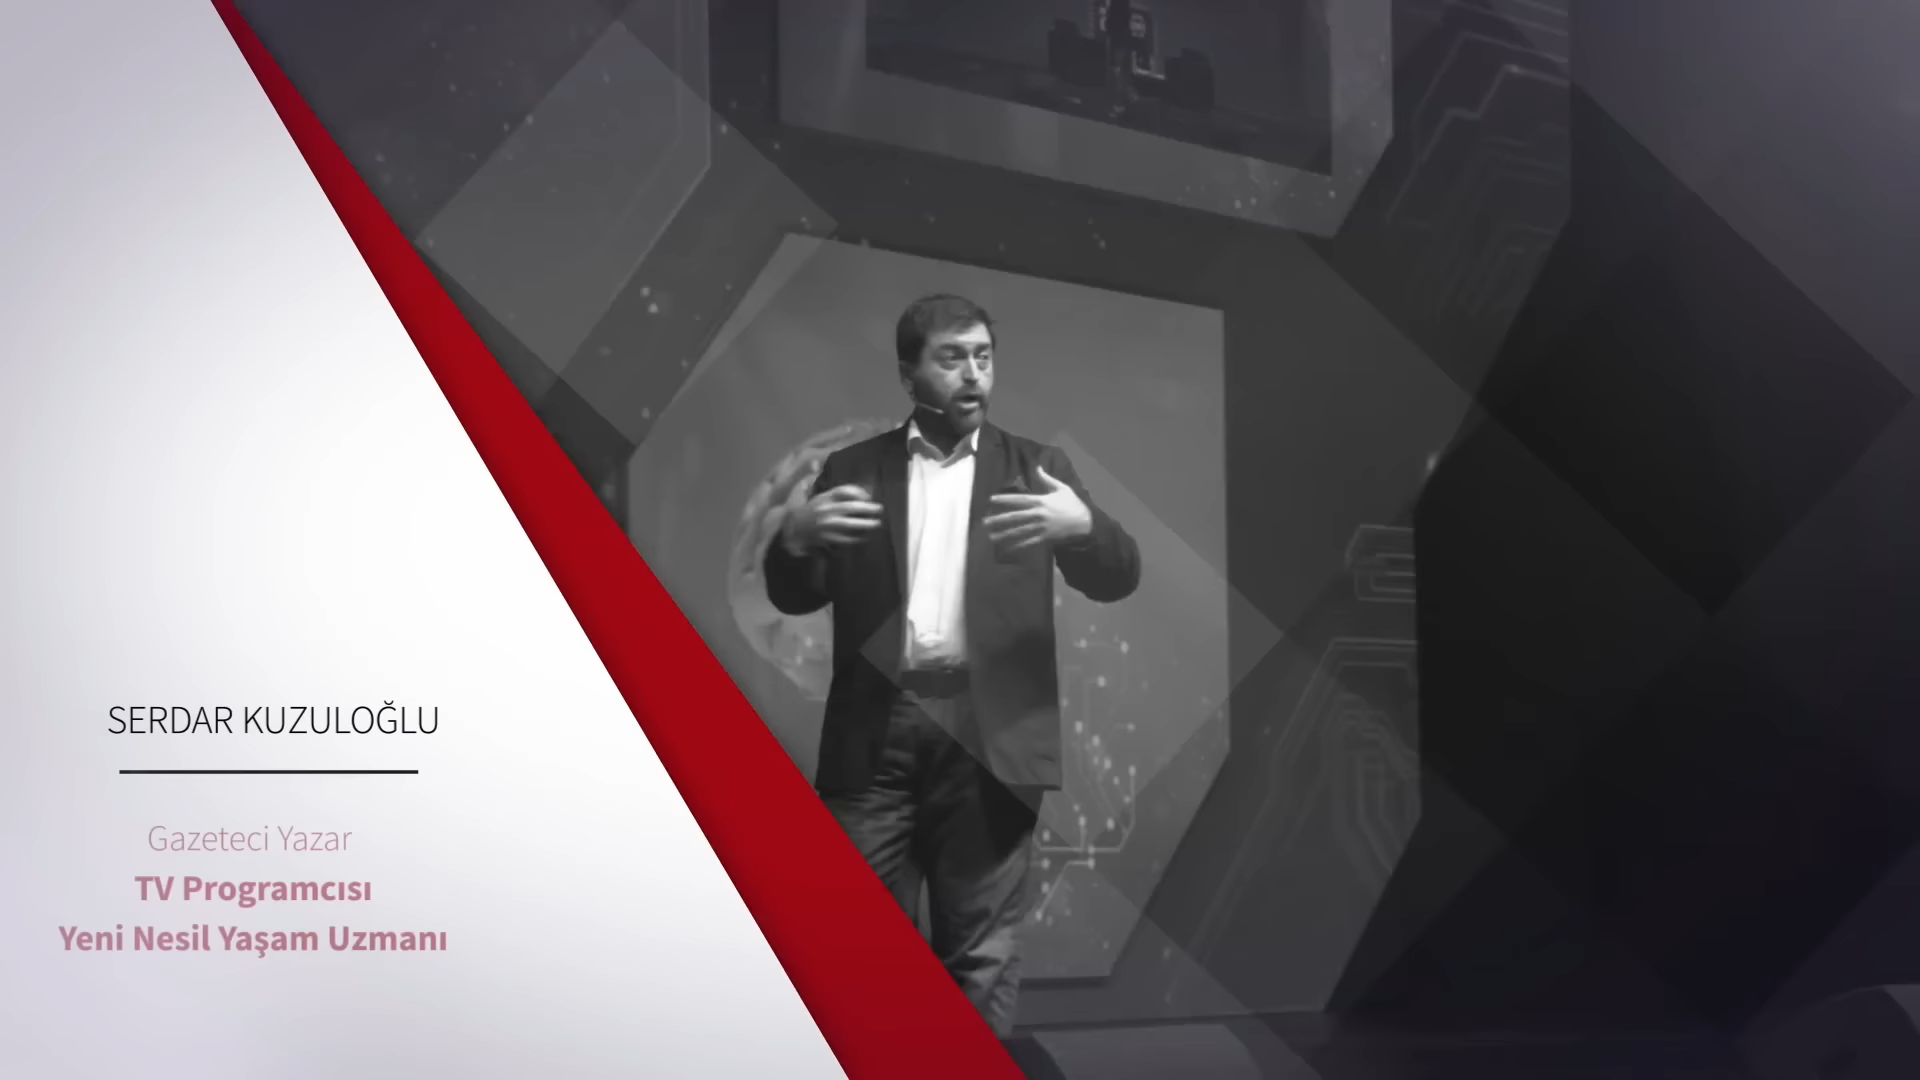 SERDAR KUZULOĞLU
Gazeteci Yazar
TV Programcısı
Yeni Nesil Yaşam Uzmanı